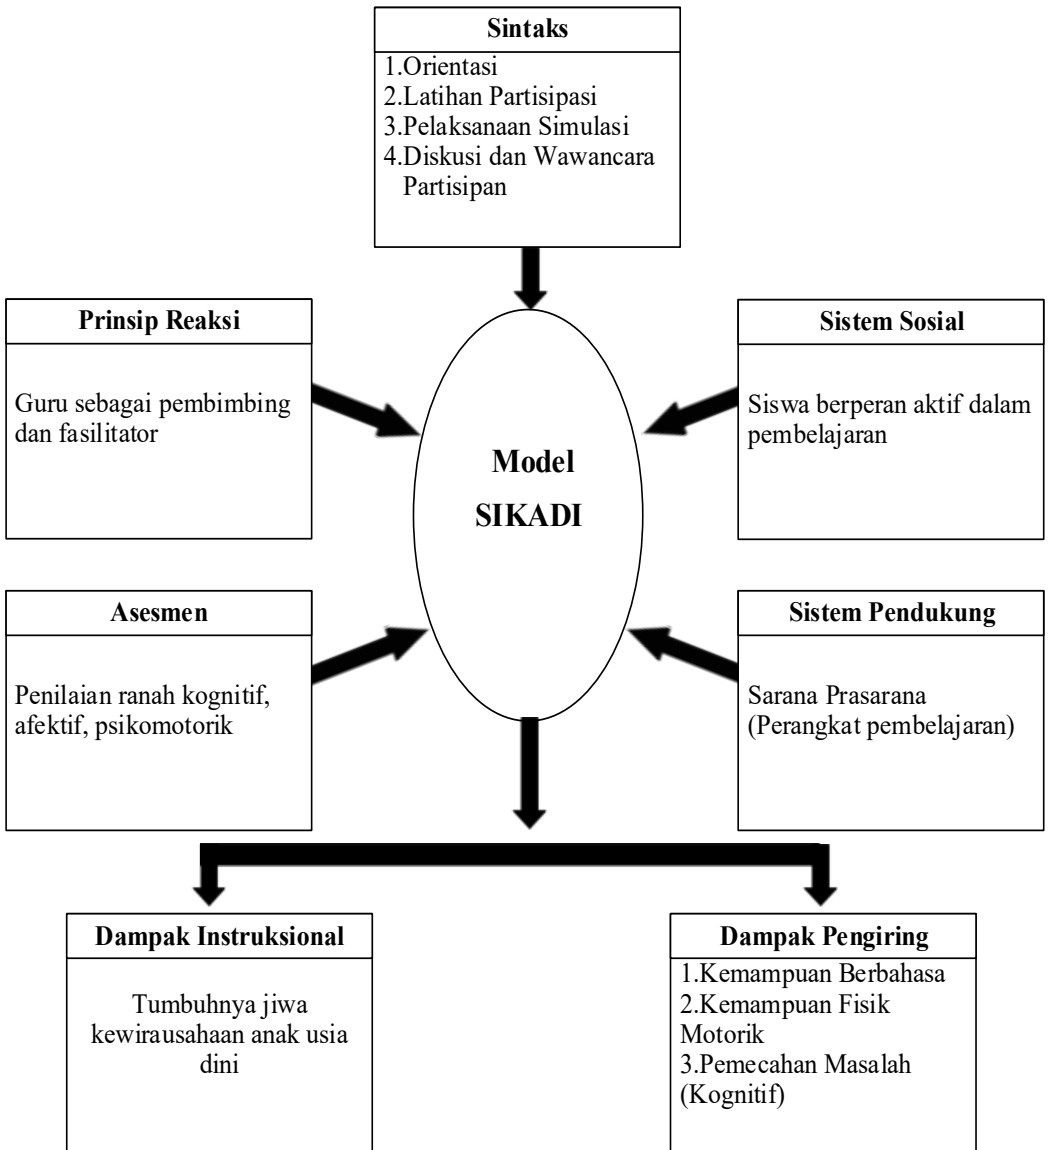 Sintaks
1.Orientasi
2.Latihan Partisipasi
3.Pelaksanaan Simulasi
4.Diskusi dan Wawancara
Partisipan
Prinsip Reaksi
Guru sebagai pembimbing
dan fasilitator
Sistem Sosial
Siswa berperan aktif dalam
pembelajaran
Model
SIKADI
Asesmen
Penilaian ranah kognitif,
afektif, psikomotorik
Sistem Pendukung
Sarana Prasarana
(Perangkat pembelajaran)
Dampak Instruksional
Tumbuhnya jiwa
kewirausahaan anak usia
dini
Dampak Pengiring
1.Kemampuan Berbahasa
2.Kemampuan Fisik
Motorik
3.Pemecahan Masalah
(Kognitif)